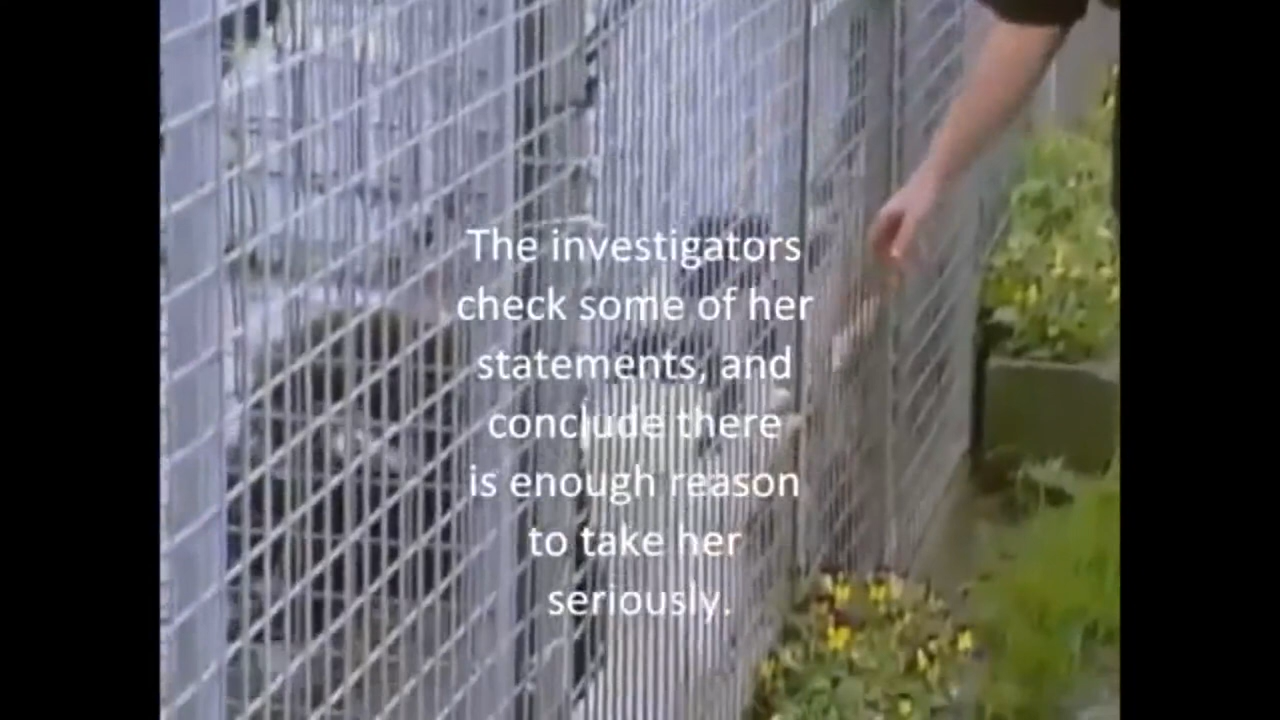 The investigators
check some of her
statements, and
conclude there
is enough reason
to take her
seriously.